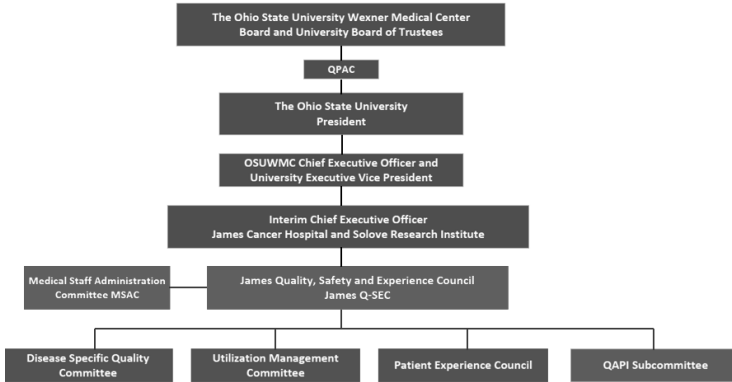 The Ohio State University Wexner Medical Center
Board and University Board of Trustees
QPAC
The Ohio State University
President
OSUWMC Chief Executive Officer and
University Executive Vice President
Interim Chief Executive Officer
James Cancer Hospital and Solove Research Institute
Medical Staff Administration
Committee MSAC
James Quality, Safety and Experience Council
James Q-SEC
Disease Specific Quality
Committee
Utilization Management
Committee
Patient Experience Council
QAPI Subcommittee